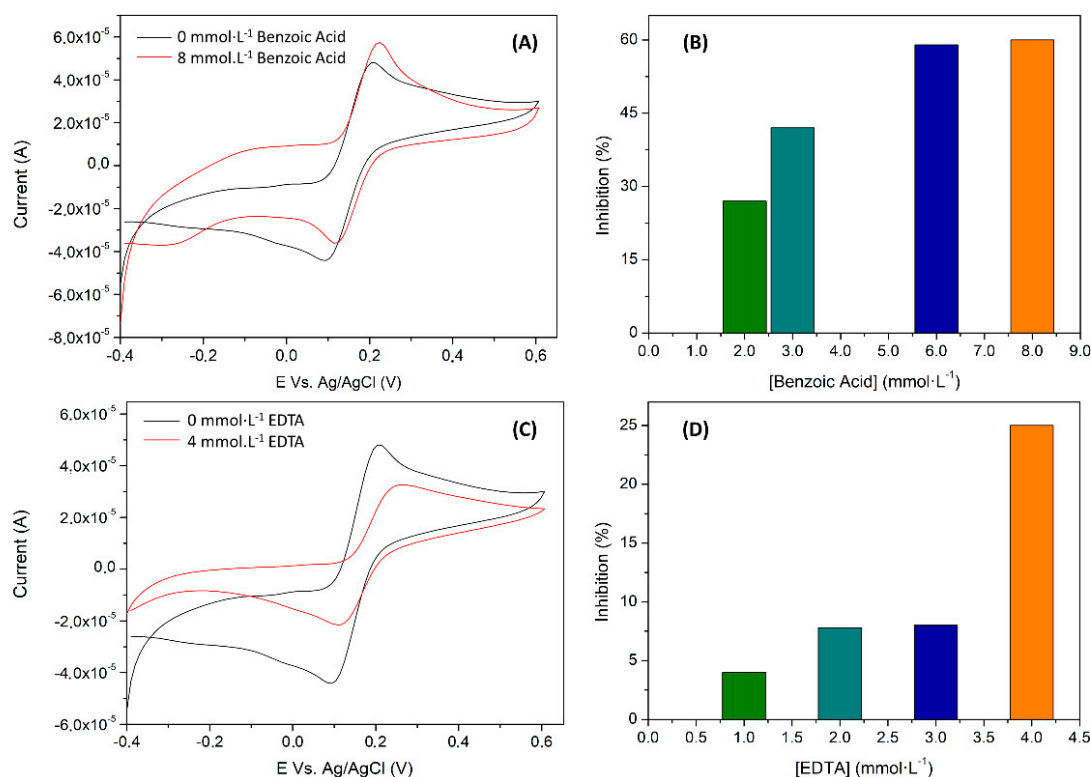 0 mmol·L⁻¹ Benzoic Acid
8 mmol.L⁻¹ Benzoic Acid
(A)
6,0x10⁻⁵
4,0x10⁻⁵
2,0x10⁻⁵
0,0
-2,0x10⁻⁵
-4,0x10⁻⁵
-6,0x10⁻⁵
-8,0x10⁻⁵
Current (A)
-0.4 -0.2 0,0 0,2 0,4 0,6
E Vs. Ag/AgCl (V)
(B)
60
45
30
15
0
Inhibition (%)
0.0 1.0 2.0 3.0 4.0 5.0 6.0 7.0 8.0 9.0
[Benzoic Acid] (mmol·L⁻¹)
0 mmol·L⁻¹ EDTA
4 mmol.L⁻¹ EDTA
(C)
6,0x10⁻⁵
4,0x10⁻⁵
2,0x10⁻⁵
0,0
-2,0x10⁻⁵
-4,0x10⁻⁵
-6,0x10⁻⁵
Current (A)
-0.4 -0.2 0.0 0.2 0.4 0.6
E Vs. Ag/AgCl (V)
(D)
25
20
15
10
5
0
Inhibition (%)
0.0 0.5 1.0 1.5 2.0 2.5 3.0 3.5 4.0 4.5
[EDTA] (mmol·L⁻¹)